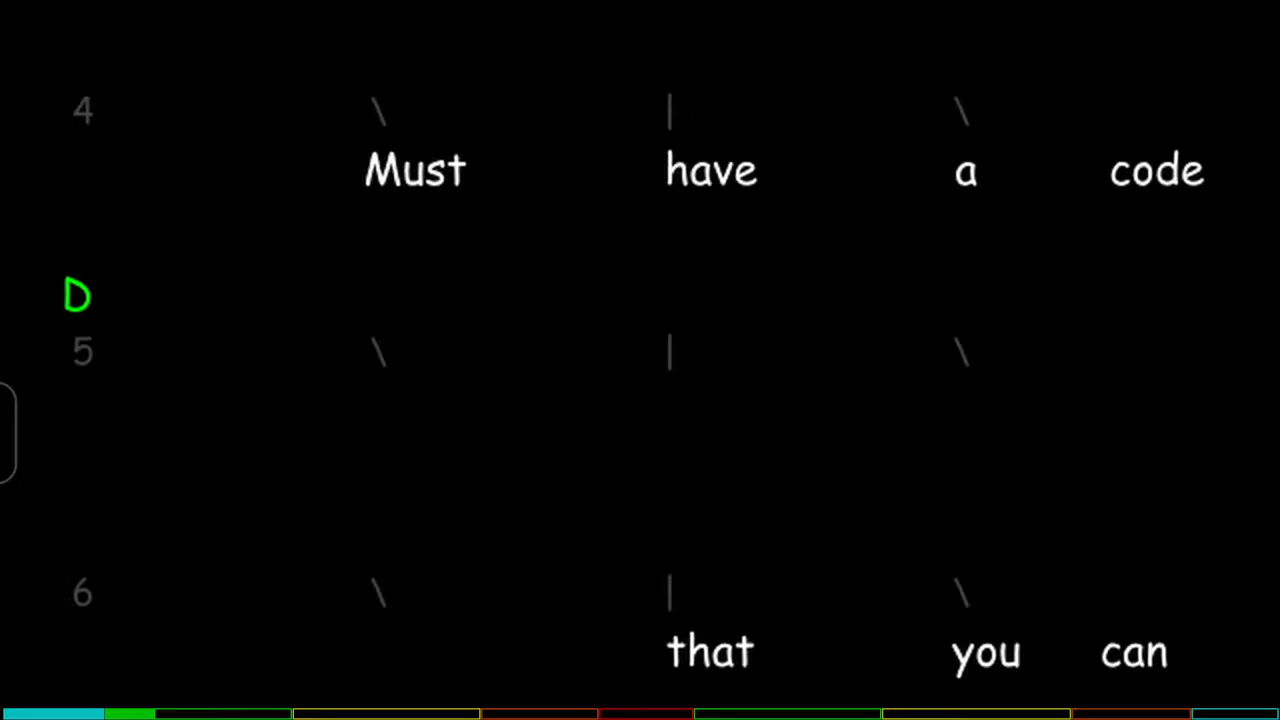 4 \ | \
Must have a code
D
5 \ | \
6 \ | \
that you can